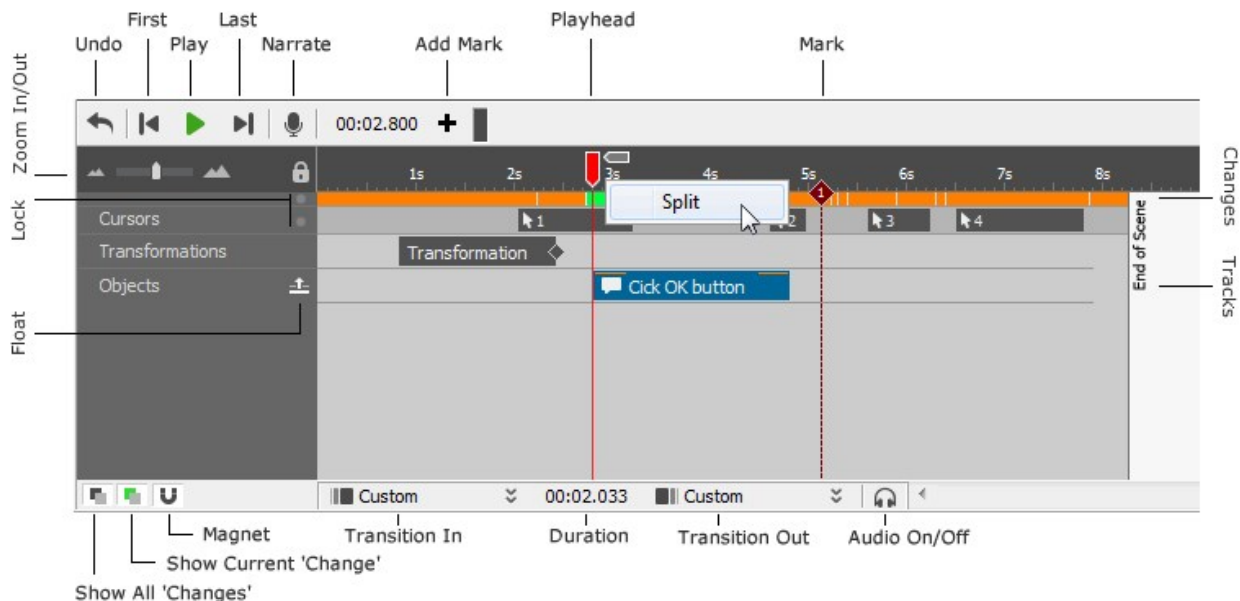 First Last Playhead
Undo Play Narrate Add Mark Mark
Zoom In/Out
00:02.800
1s 2s 3s 4s 5s 6s 7s 8s
Changes
Split
1
Lock
Cursors 1 2 3 4
End of Scene
Transformations Transformation
Objects Cick OK button
Tracks
Float
Custom 00:02.033 Custom
Magnet Transition In Duration Transition Out Audio On/Off
Show Current 'Change'
Show All 'Changes'